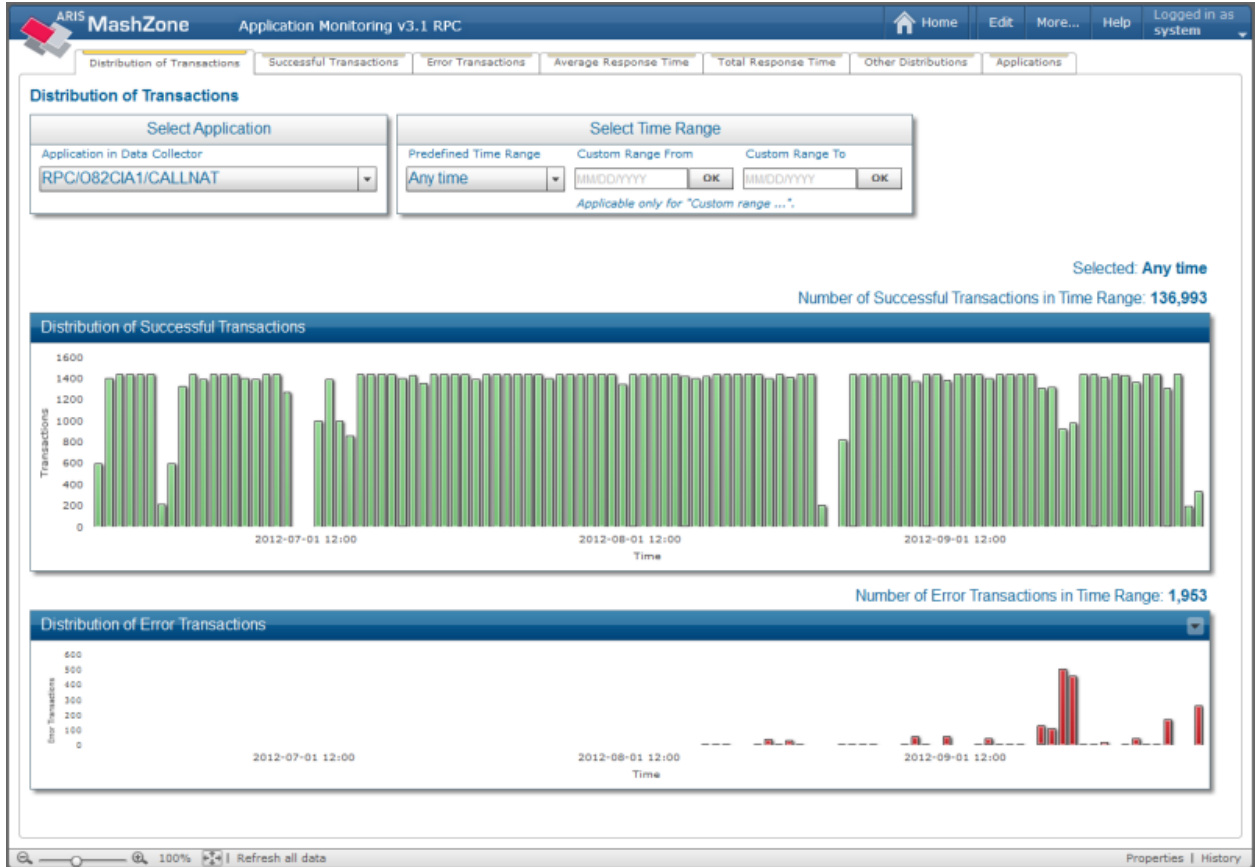 ARIS MashZone Application Monitoring v3.1 RPC Home Edit More... Help Logged in as system
Distribution of Transactions Successful Transactions Error Transactions Average Response Time Total Response Time Other Distributions Applications
Distribution of Transactions
Select Application Select Time Range
Application in Data Collector Predefined Time Range Custom Range From Custom Range To
RPC/O82CIA1/CALLNAT Any time MM/DD/YYYY OK MM/DD/YYYY OK
Applicable only for "Custom range ...".
Selected: Any time
Number of Successful Transactions in Time Range: 136,993
Distribution of Successful Transactions
1600
1400
1200
1000
800
600
400
200
0
Transactions
2012-07-01 12:00 2012-08-01 12:00 2012-09-01 12:00
Time
Number of Error Transactions in Time Range: 1,953
Distribution of Error Transactions
600
500
400
300
200
100
0
Error Transactions
2012-07-01 12:00 2012-08-01 12:00 2012-09-01 12:00
Time
100% | Refresh all data Properties | History